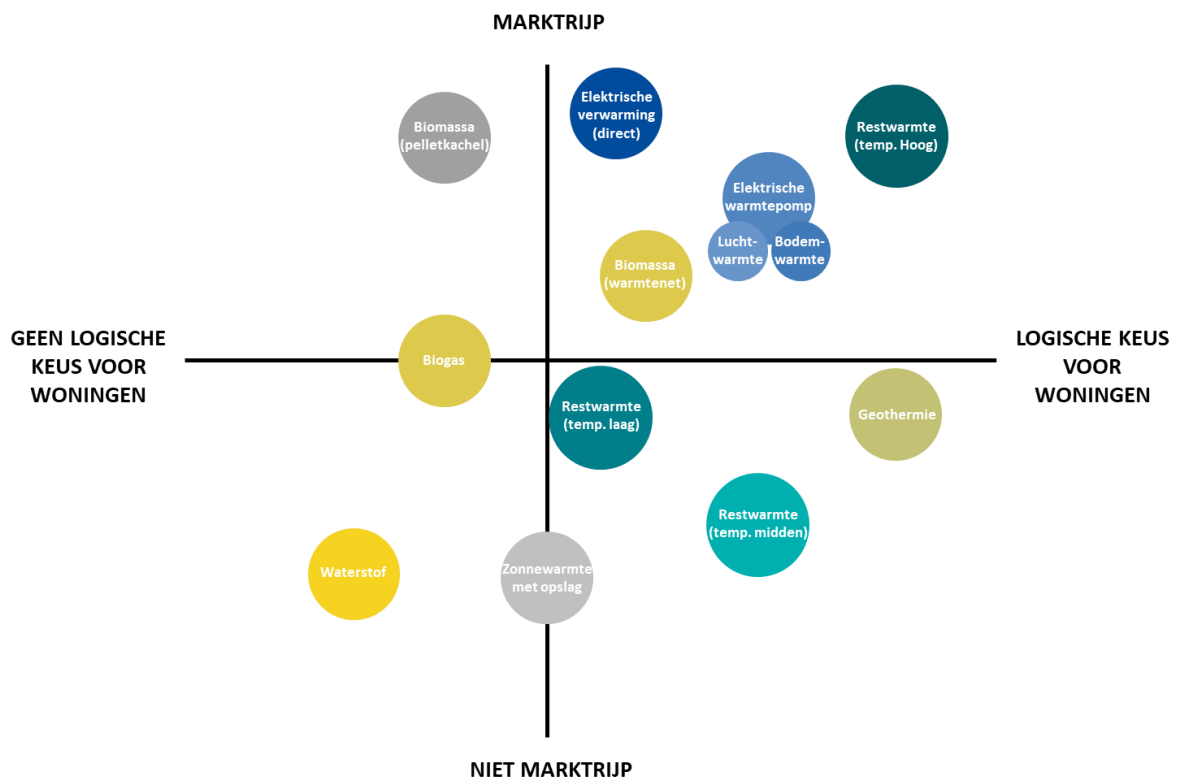 MARKTRIJP
Elektrische
verwarming
(direct)
Biomassa
(pelletkachel)
Restwarmte
(temp. Hoog)
Elektrische
warmtepomp
Lucht-
warmte
Bodem-
warmte
Biomassa
(warmtenet)
GEEN LOGISCHE
KEUS VOOR
WONINGEN
Biogas
LOGISCHE KEUS
VOOR
WONINGEN
Restwarmte
(temp. laag)
Geothermie
Restwarmte
(temp. midden)
Waterstof
Zonnewarmte
met opslag
NIET MARKTRIJP